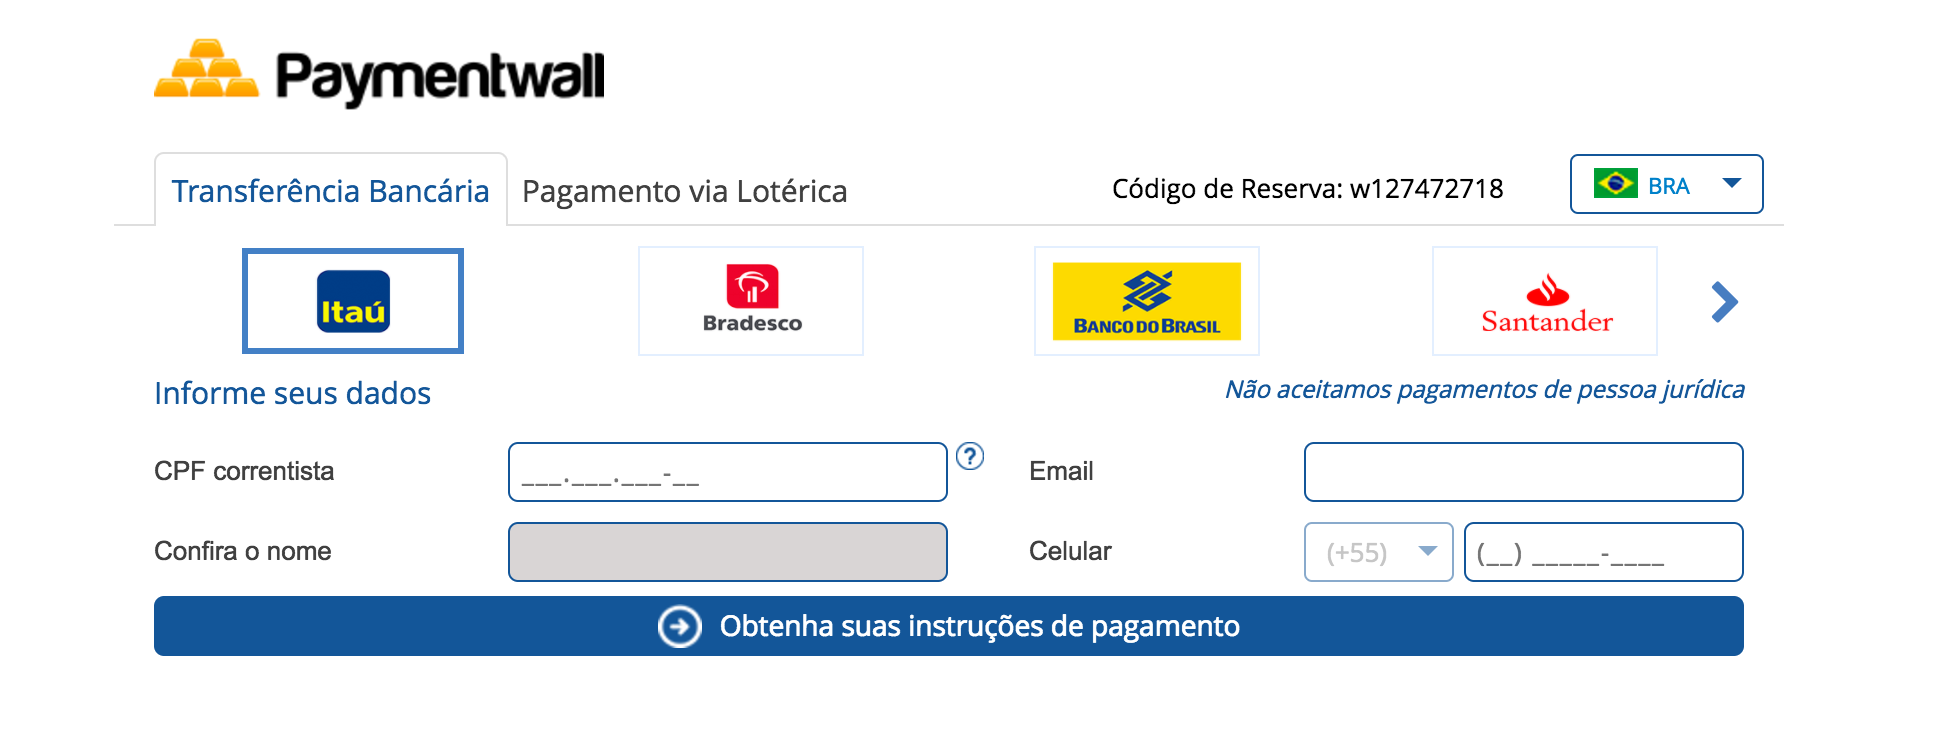 Paymentwall
Transferência Bancária Pagamento via Lotérica Código de Reserva: w127472718 BRA
Itaú Bradesco BANCO DO BRASIL Santander
Informe seus dados Não aceitamos pagamentos de pessoa jurídica
CPF correntista ___.___.___-__ ? Email
Confira o nome Celular (+55) (__) _____-____
Obtenha suas instruções de pagamento